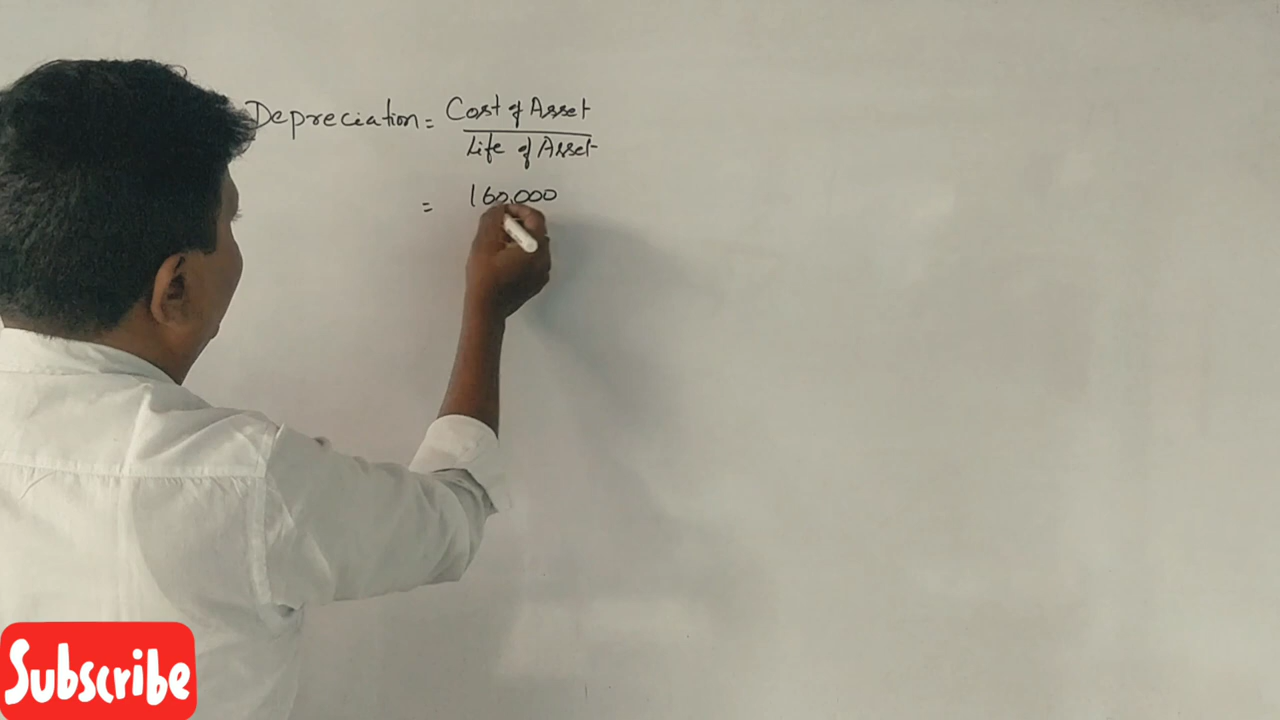 Depreciation = Cost of Asset
Life of Asset
= 160,000
Subscribe